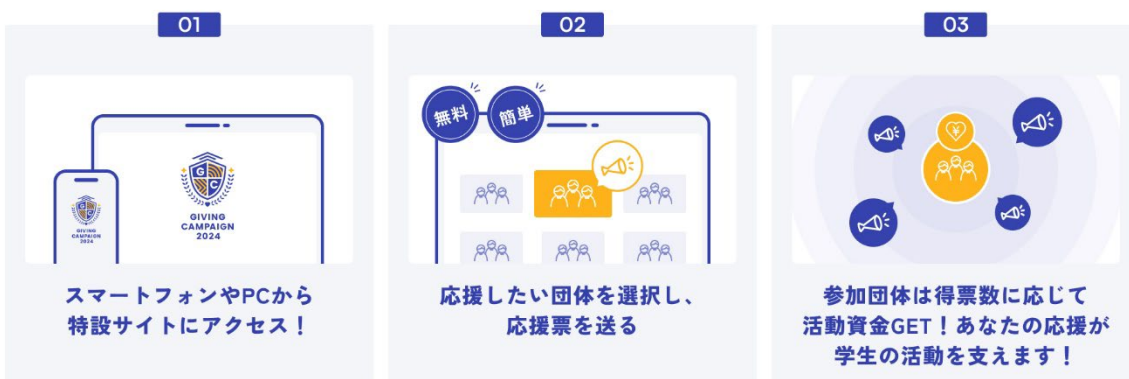 01
GIVING
CAMPAIGN
2024
G
C
GIVING
CAMPAIGN
2024
スマートフォンやPCから
特設サイトにアクセス！
02
無料
簡単
応援したい団体を選択し、
応援票を送る
03
¥
参加団体は得票数に応じて
活動資金GET！あなたの応援が
学生の活動を支えます！